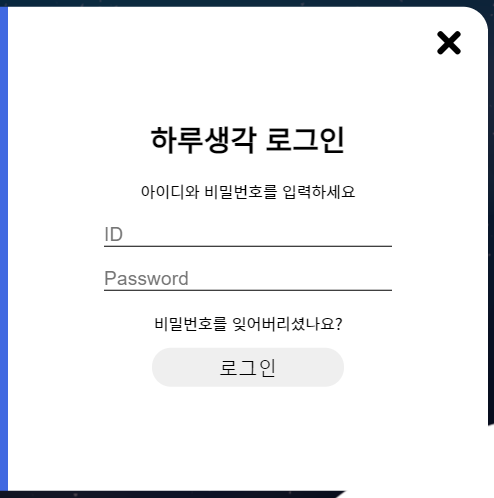 하루생각 로그인
아이디와 비밀번호를 입력하세요
ID
Password
비밀번호를 잊어버리셨나요?
로그인